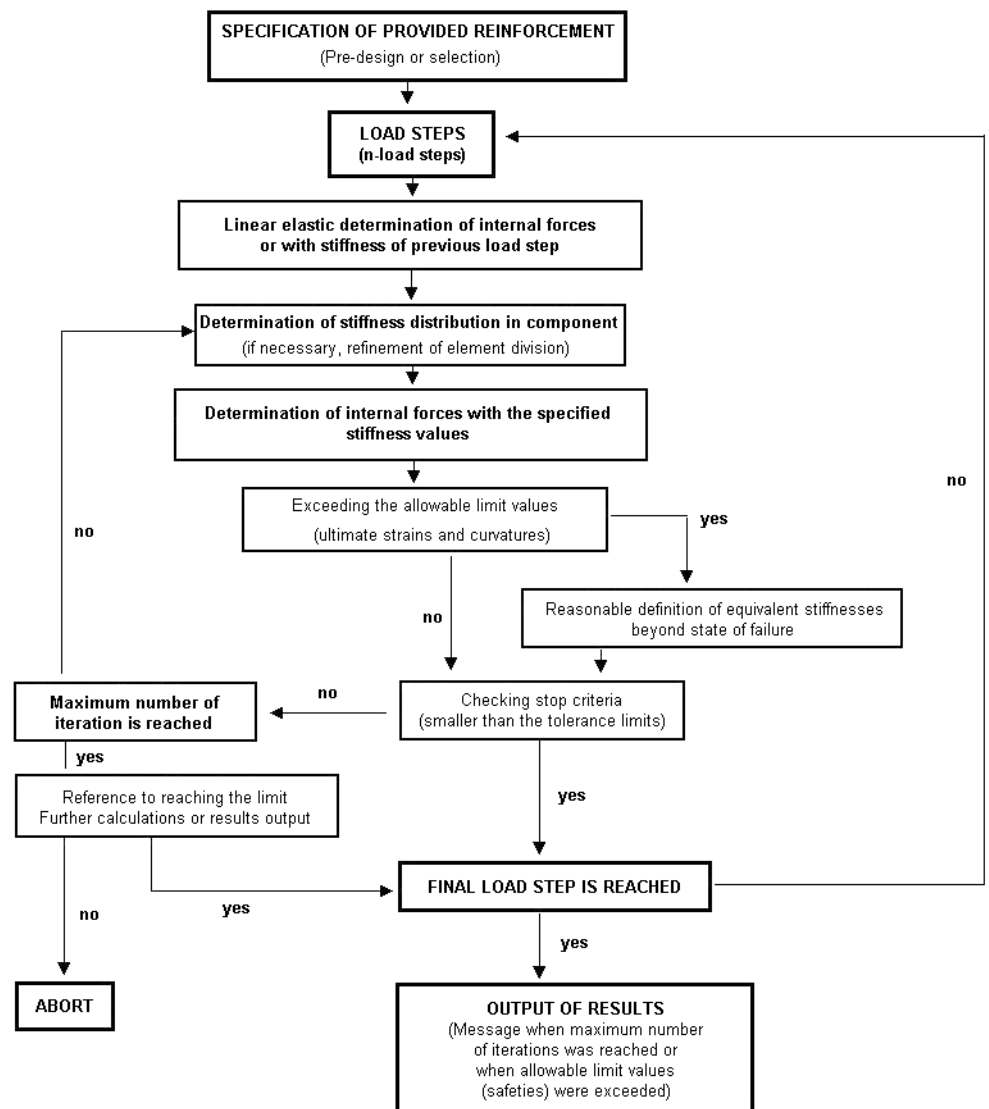 SPECIFICATION OF PROVIDED REINFORCEMENT
(Pre-design or selection)
LOAD STEPS
(n-load steps)
Linear elastic determination of internal forces
or with stiffness of previous load step
Determination of stiffness distribution in component
(if necessary, refinement of element division)
Determination of internal forces with the specified
stiffness values
no
Exceeding the allowable limit values
(ultimate strains and curvatures)
yes
no
no
Reasonable definition of equivalent stiffnesses
beyond state of failure
Checking stop criteria
(smaller than the tolerance limits)
no
Maximum number of
iteration is reached
yes
yes
Reference to reaching the limit
Further calculations or results output
no
yes
FINAL LOAD STEP IS REACHED
yes
ABORT
OUTPUT OF RESULTS
(Message when maximum number
of iterations was reached or
when allowable limit values
(safeties) were exceeded)